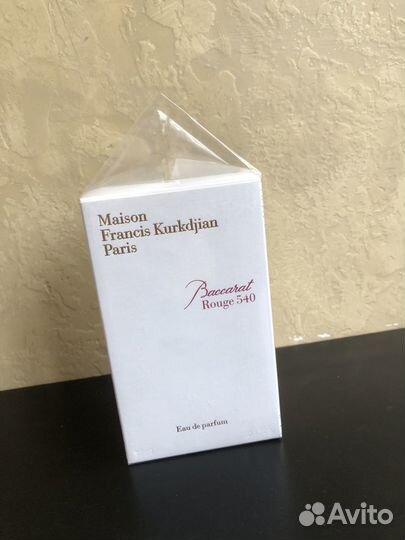 Maison
Francis Kurkdjian
Paris
Baccarat
Rouge 540
Eau de parfum
Avito